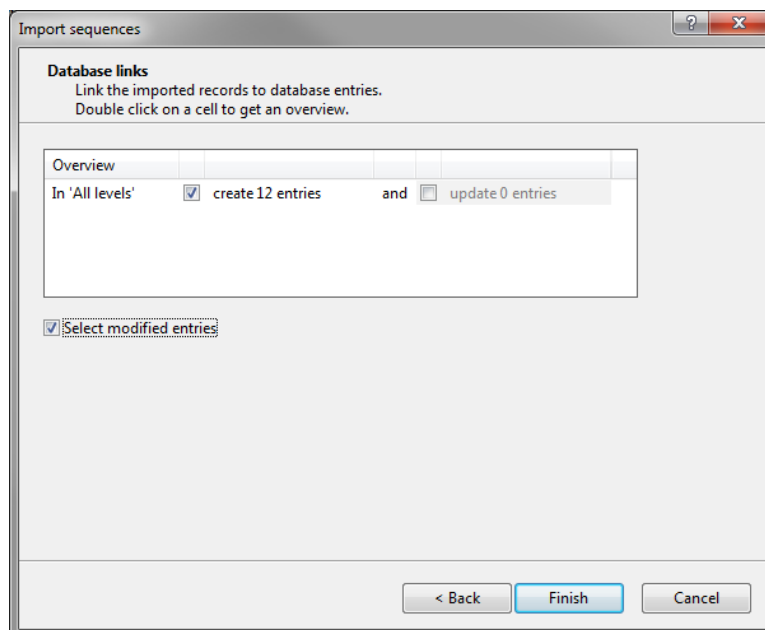 Import sequences
Database links
Link the imported records to database entries.
Double click on a cell to get an overview.
Overview
In 'All levels' create 12 entries and update 0 entries
Select modified entries
< Back Finish Cancel